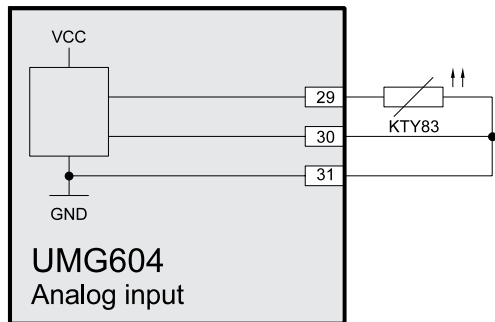 VCC
29
KTY83
30
31
GND
UMG604
Analog input